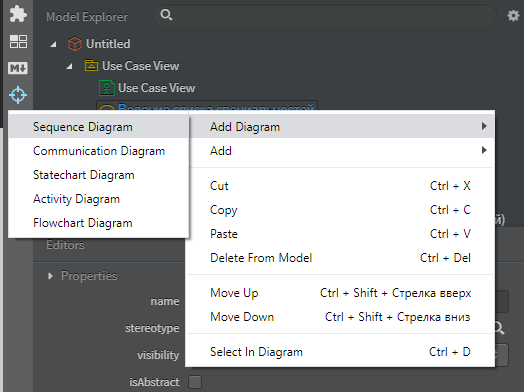 Model Explorer
Untitled
Use Case View
Use Case View
Ведение списка специальностей
Sequence Diagram
Communication Diagram
Statechart Diagram
Activity Diagram
Flowchart Diagram
Add Diagram
Add
Cut Ctrl + X
Copy Ctrl + C
Paste Ctrl + V
Delete From Model Ctrl + Del
Move Up Ctrl + Shift + Стрелка вверх
Move Down Ctrl + Shift + Стрелка вниз
Select In Diagram Ctrl + D
Editors
Properties
name
stereotype
visibility
isAbstract